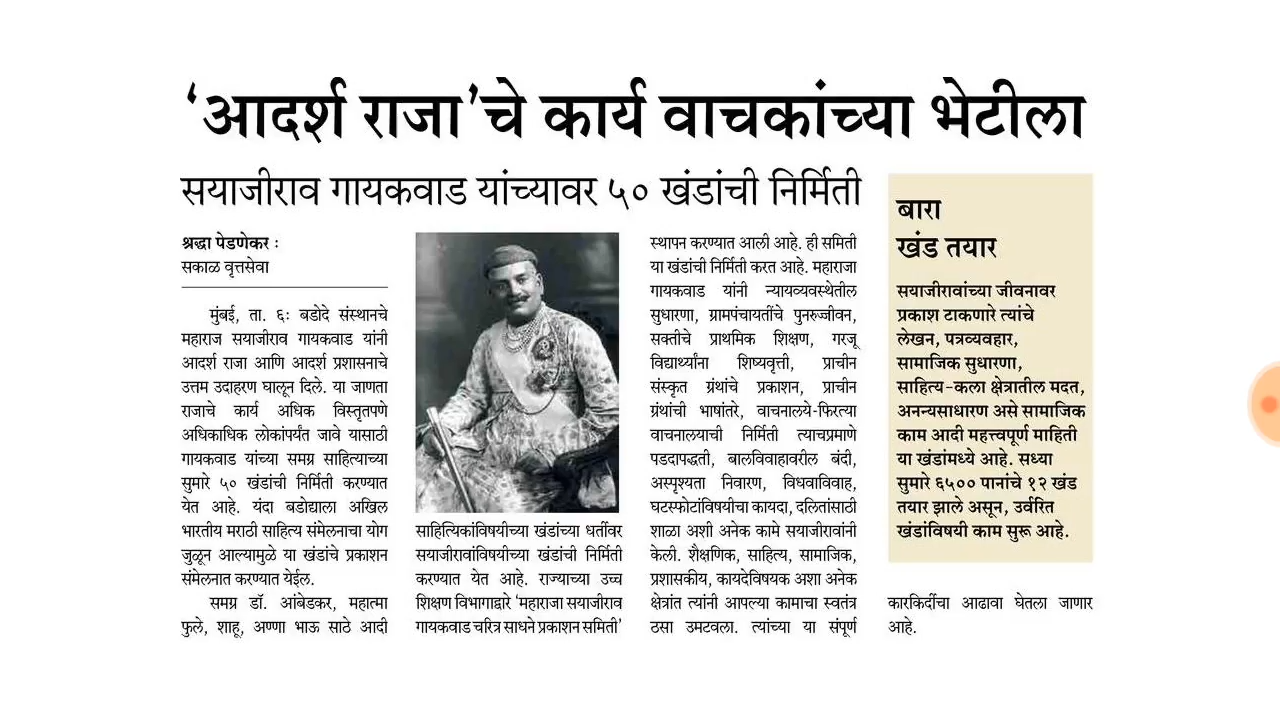 ‘आदर्श राजा’चे कार्य वाचकांच्या भेटीला
सयाजीराव गायकवाड यांच्यावर ५० खंडांची निर्मिती
श्रद्धा पेडणेकर :
सकाळ वृत्तसेवा
मुंबई, ता. ६: बडोदे संस्थानचे
महाराज सयाजीराव गायकवाड यांनी
आदर्श राजा आणि आदर्श प्रशासनाचे
उत्तम उदाहरण घालून दिले. या जाणता
राजाचे कार्य अधिक विस्तृतपणे
अधिकाधिक लोकांपर्यंत जावे यासाठी
गायकवाड यांच्या समग्र साहित्याच्या
सुमारे ५० खंडांची निर्मिती करण्यात
येत आहे. यंदा बडोद्याला अखिल
भारतीय मराठी साहित्य संमेलनाचा योग
जुळून आल्यामुळे या खंडांचे प्रकाशन
संमेलनात करण्यात येईल.
समग्र डॉ. आंबेडकर, महात्मा
फुले, शाहू, अण्णा भाऊ साठे आदी
साहित्यिकांविषयीच्या खंडांच्या धर्तीवर
सयाजीरावांविषयीच्या खंडांची निर्मिती
करण्यात येत आहे. राज्याच्या उच्च
शिक्षण विभागाद्वारे ‘महाराजा सयाजीराव
गायकवाड चरित्र साधने प्रकाशन समिती’
स्थापन करण्यात आली आहे. ही समिती
या खंडांची निर्मिती करत आहे. महाराजा
गायकवाड यांनी न्यायव्यवस्थेतील
सुधारणा, ग्रामपंचायतींचे पुनरुज्जीवन,
सक्तीचे प्राथमिक शिक्षण, गरजू
विद्यार्थ्यांना शिष्यवृत्ती, प्राचीन
संस्कृत ग्रंथांचे प्रकाशन, प्राचीन
ग्रंथांची भाषांतरे, वाचनालये-फिरत्या
वाचनालयाची निर्मिती त्याचप्रमाणे
पडदापद्धती, बालविवाहावरील बंदी,
अस्पृश्यता निवारण, विधवाविवाह,
घटस्फोटांविषयीचा कायदा, दलितांसाठी
शाळा अशी अनेक कामे सयाजीरावांनी
केली. शैक्षणिक, साहित्य, सामाजिक,
प्रशासकीय, कायदेविषयक अशा अनेक
क्षेत्रांत त्यांनी आपल्या कामाचा स्वतंत्र
ठसा उमटवला. त्यांच्या या संपूर्ण
कारकिर्दीचा आढावा घेतला जाणार
आहे.
बारा
खंड तयार
सयाजीरावांच्या जीवनावर
प्रकाश टाकणारे त्यांचे
लेखन, पत्रव्यवहार,
सामाजिक सुधारणा,
साहित्य-कला क्षेत्रातील मदत,
अनन्यसाधारण असे सामाजिक
काम आदी महत्त्वपूर्ण माहिती
या खंडांमध्ये आहे. सध्या
सुमारे ६५०० पानांचे १२ खंड
तयार झाले असून, उर्वरित
खंडांविषयी काम सुरू आहे.